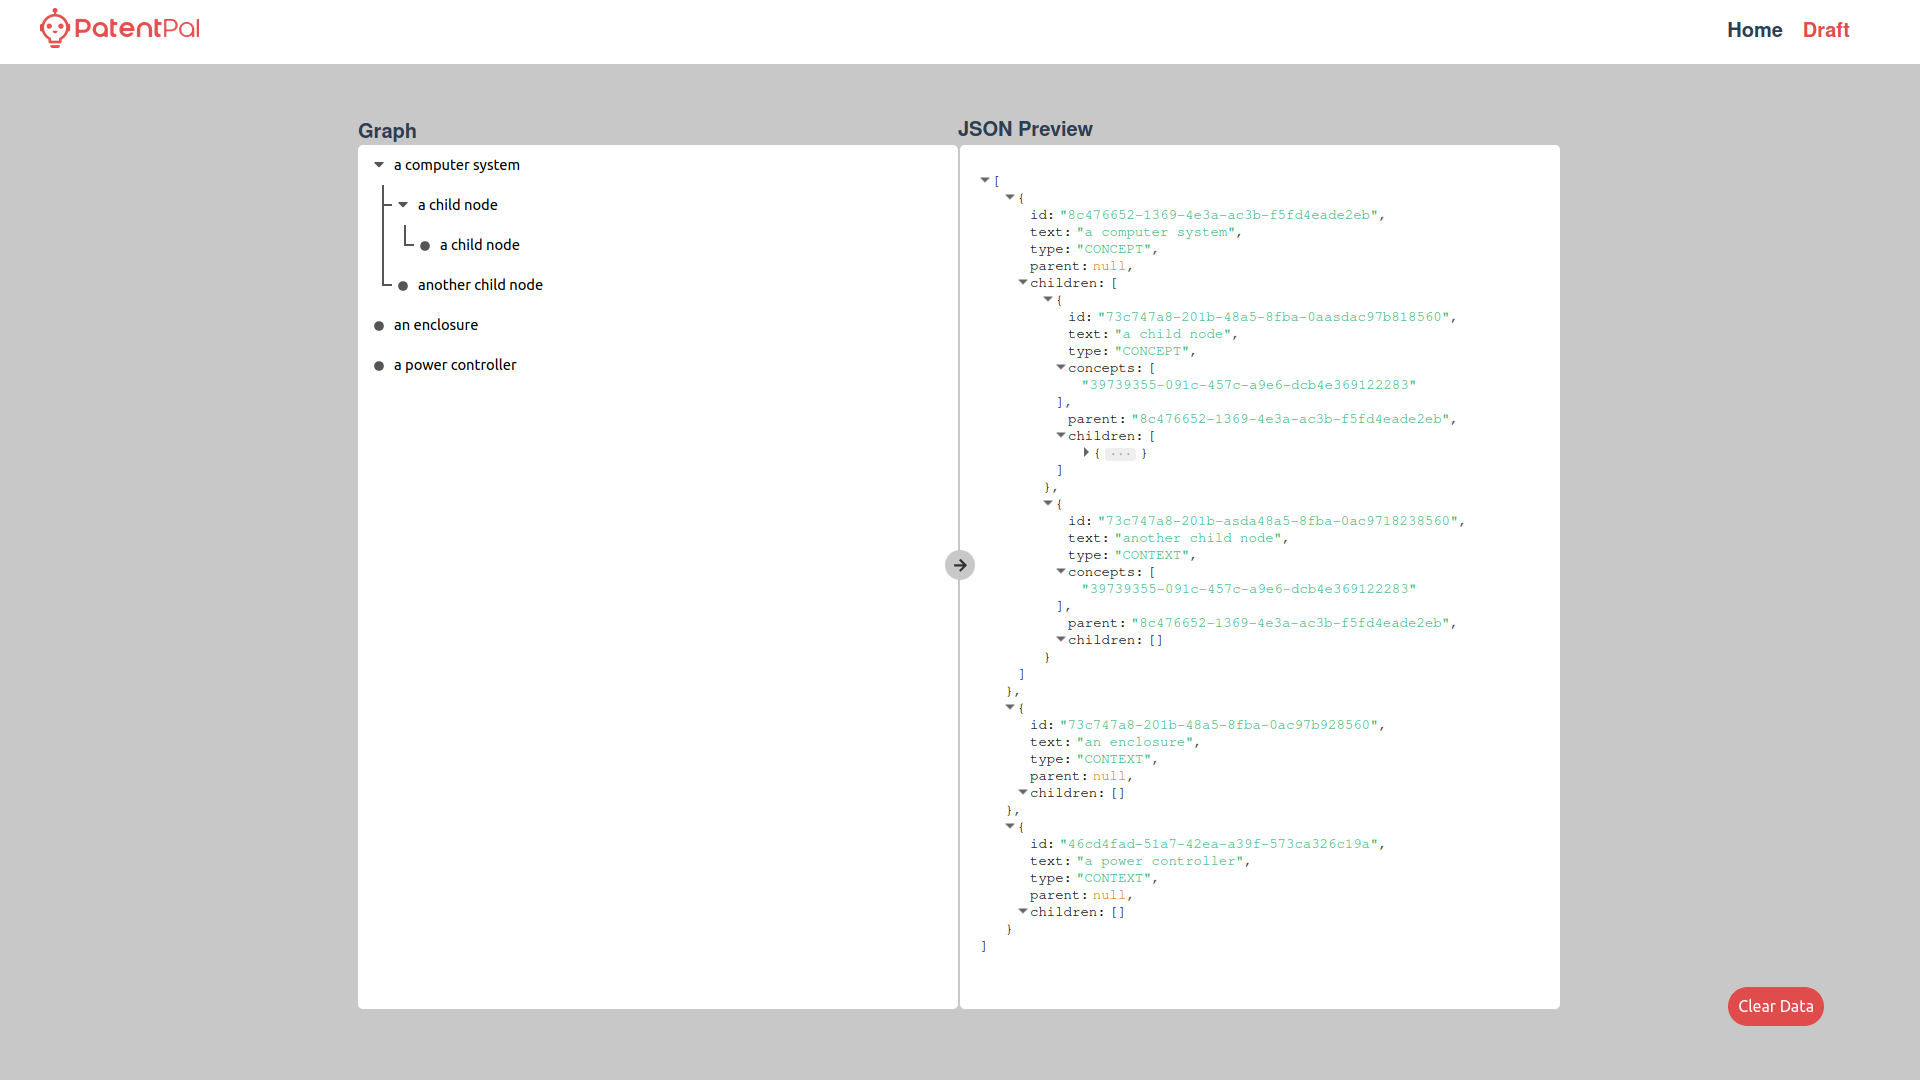 PatentPal
Home Draft
Graph
a computer system
a child node
a child node
another child node
an enclosure
a power controller
JSON Preview
[
{
id: "8c476652-1369-4e3a-ac3b-f5fd4eade2eb",
text: "a computer system",
type: "CONCEPT",
parent: null,
children: [
{
id: "73c747a8-201b-48a5-8fba-0aasdac97b818560",
text: "a child node",
type: "CONCEPT",
concepts: [
"39739355-091c-457c-a9e6-dcb4e369122283"
],
parent: "8c476652-1369-4e3a-ac3b-f5fd4eade2eb",
children: [
{ ... }
]
},
{
id: "73c747a8-201b-asda48a5-8fba-0ac9718238560",
text: "another child node",
type: "CONTEXT",
concepts: [
"39739355-091c-457c-a9e6-dcb4e369122283"
],
parent: "8c476652-1369-4e3a-ac3b-f5fd4eade2eb",
children: []
}
]
},
{
id: "73c747a8-201b-48a5-8fba-0ac97b928560",
text: "an enclosure",
type: "CONTEXT",
parent: null,
children: []
},
{
id: "46cd4fad-51a7-42ea-a39f-573ca326c19a",
text: "a power controller",
type: "CONTEXT",
parent: null,
children: []
}
]
Clear Data